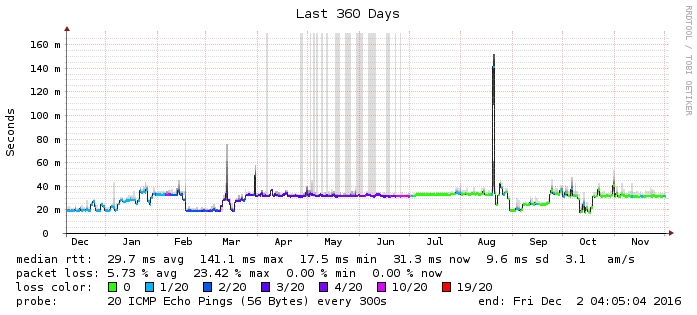 Last 360 Days
RRDTOOL / TOBI OETIKER
Seconds
160 m
140 m
120 m
100 m
80 m
60 m
40 m
20 m
0
Dec Jan Feb Mar Apr May Jun Jul Aug Sep Oct Nov
median rtt: 29.7 ms avg 141.1 ms max 17.5 ms min 31.3 ms now 9.6 ms sd 3.1 am/s
packet loss: 5.73 % avg 23.42 % max 0.00 % min 0.00 % now
loss color: 0 1/20 2/20 3/20 4/20 10/20 19/20
probe: 20 ICMP Echo Pings (56 Bytes) every 300s end: Fri Dec 2 04:05:04 2016